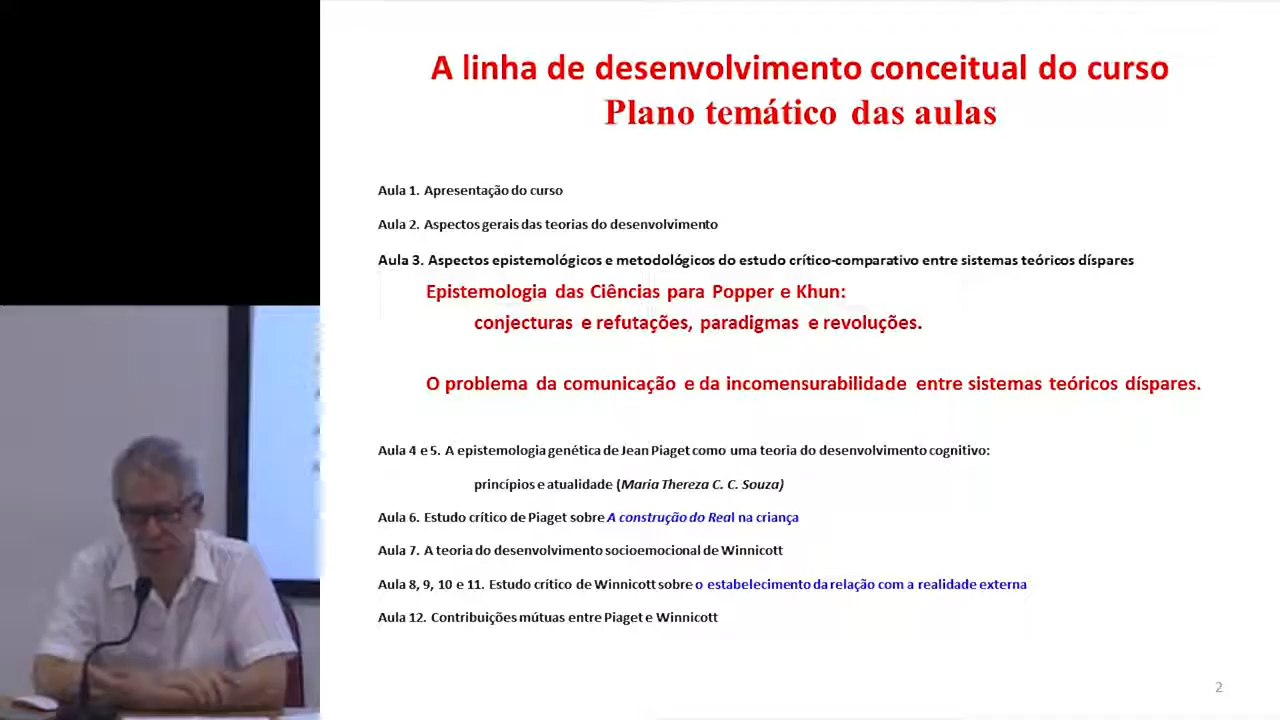 A linha de desenvolvimento conceitual do curso
Plano temático das aulas
Aula 1. Apresentação do curso
Aula 2. Aspectos gerais das teorias do desenvolvimento
Aula 3. Aspectos epistemológicos e metodológicos do estudo crítico-comparativo entre sistemas teóricos díspares
Epistemologia das Ciências para Popper e Khun:
conjecturas e refutações, paradigmas e revoluções.
O problema da comunicação e da incomensurabilidade entre sistemas teóricos díspares.
Aula 4 e 5. A epistemologia genética de Jean Piaget como uma teoria do desenvolvimento cognitivo:
princípios e atualidade (Maria Thereza C. C. Souza)
Aula 6. Estudo crítico de Piaget sobre A construção do Real na criança
Aula 7. A teoria do desenvolvimento socioemocional de Winnicott
Aula 8, 9, 10 e 11. Estudo crítico de Winnicott sobre o estabelecimento da relação com a realidade externa
Aula 12. Contribuições mútuas entre Piaget e Winnicott
2